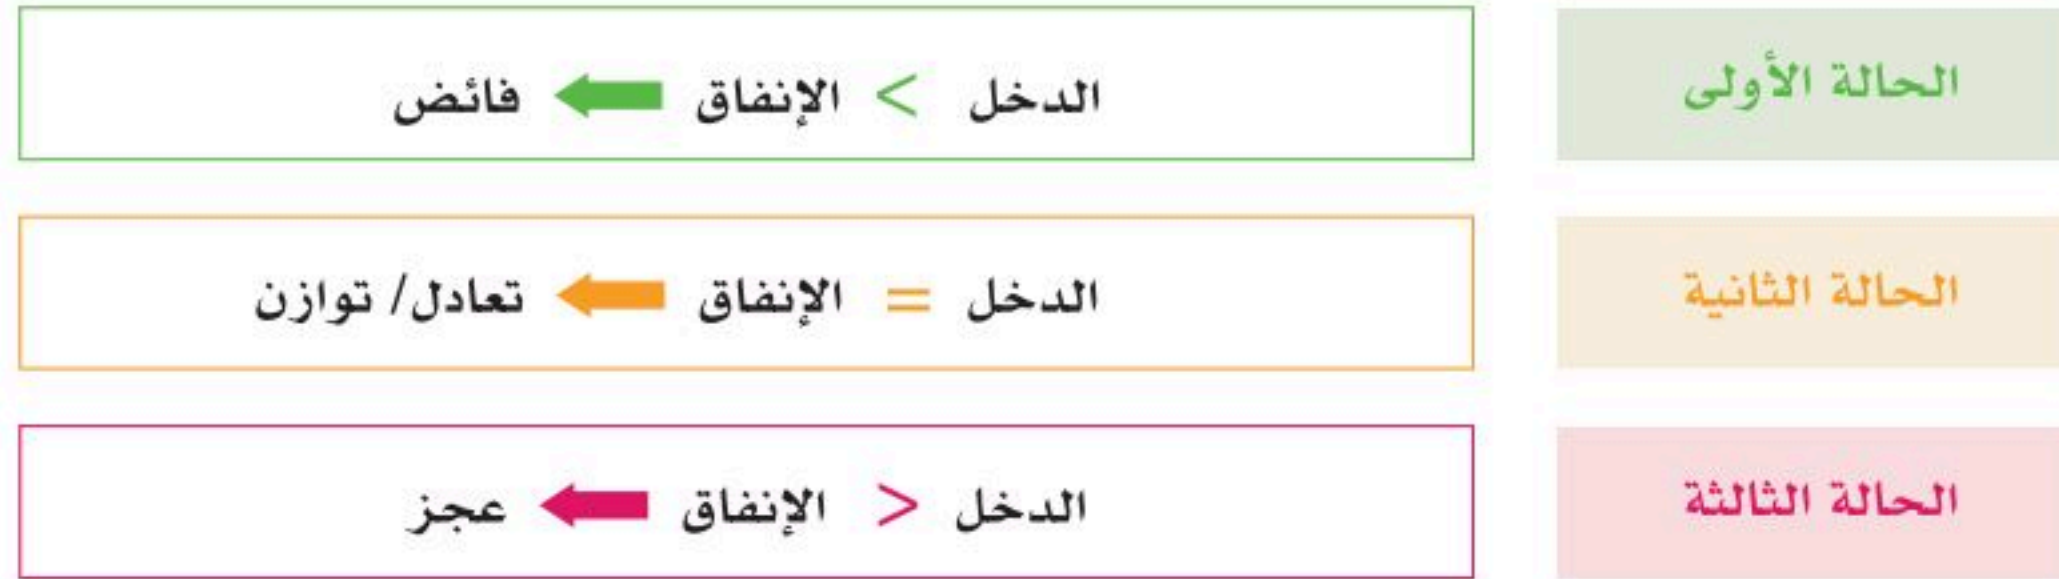 الحالة الأولى
الدخل > الإنفاق ← فائض
الحالة الثانية
الدخل = الإنفاق ← تعادل/ توازن
الحالة الثالثة
الدخل < الإنفاق ← عجز